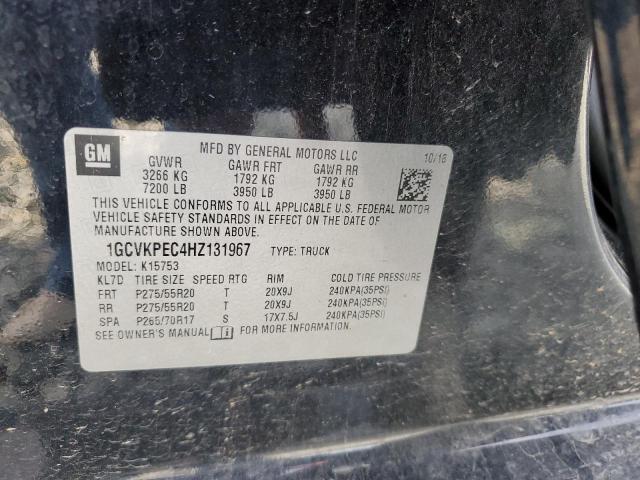 GM
MFD BY GENERAL MOTORS LLC 10/16
GVWR GAWR FRT GAWR RR
3266 KG 1792 KG 1792 KG
7200 LB 3950 LB 3950 LB
THIS VEHICLE CONFORMS TO ALL APPLICABLE U.S. FEDERAL MOTOR
VEHICLE SAFETY STANDARDS IN EFFECT ON THE DATE OF
MANUFACTURE SHOWN ABOVE.
1GCVKPEC4HZ131967 TYPE: TRUCK
MODEL: K15753
KL7D TIRE SIZE SPEED RTG RIM COLD TIRE PRESSURE
FRT P275/55R20 T 20X9J 240KPA(35PSI)
RR P275/55R20 T 20X9J 240KPA(35PSI)
SPA P265/70R17 S 17X7.5J 240KPA(35PSI)
SEE OWNER'S MANUAL FOR MORE INFORMATION.